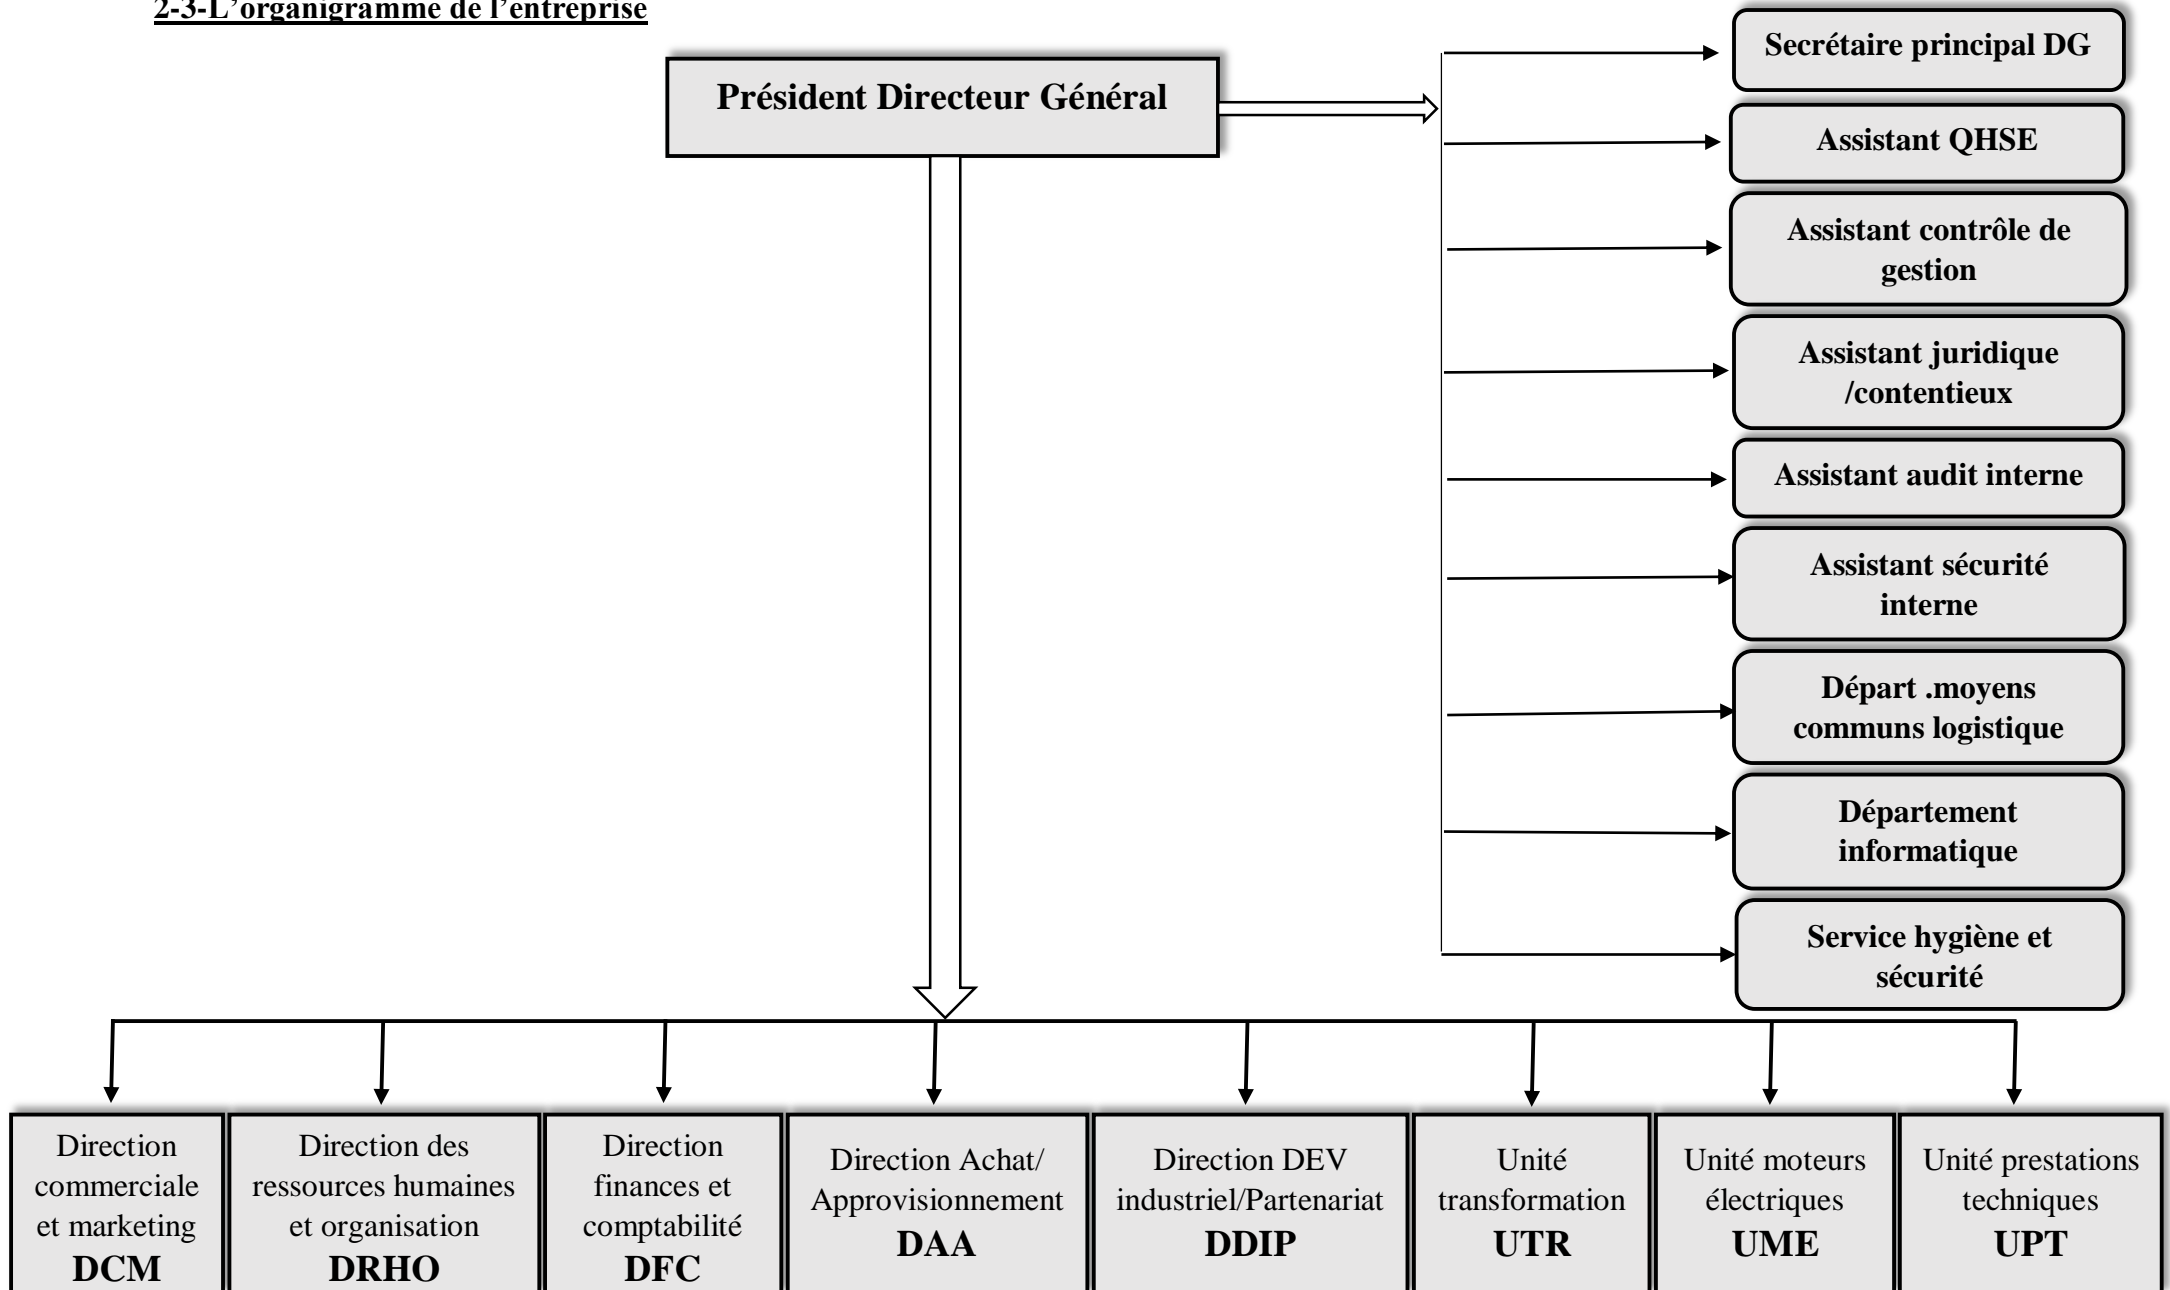 2-3-L’organigramme de l’entreprise
Président Directeur Général
Secrétaire principal DG
Assistant QHSE
Assistant contrôle de
gestion
Assistant juridique
/contentieux
Assistant audit interne
Assistant sécurité
interne
Départ .moyens
communs logistique
Département
informatique
Service hygiène et
sécurité
Direction
commerciale
et marketing
DCM
Direction des
ressources humaines
et organisation
DRHO
Direction
finances et
comptabilité
DFC
Direction Achat/
Approvisionnement
DAA
Direction DEV
industriel/Partenariat
DDIP
Unité
transformation
UTR
Unité moteurs
électriques
UME
Unité prestations
techniques
UPT